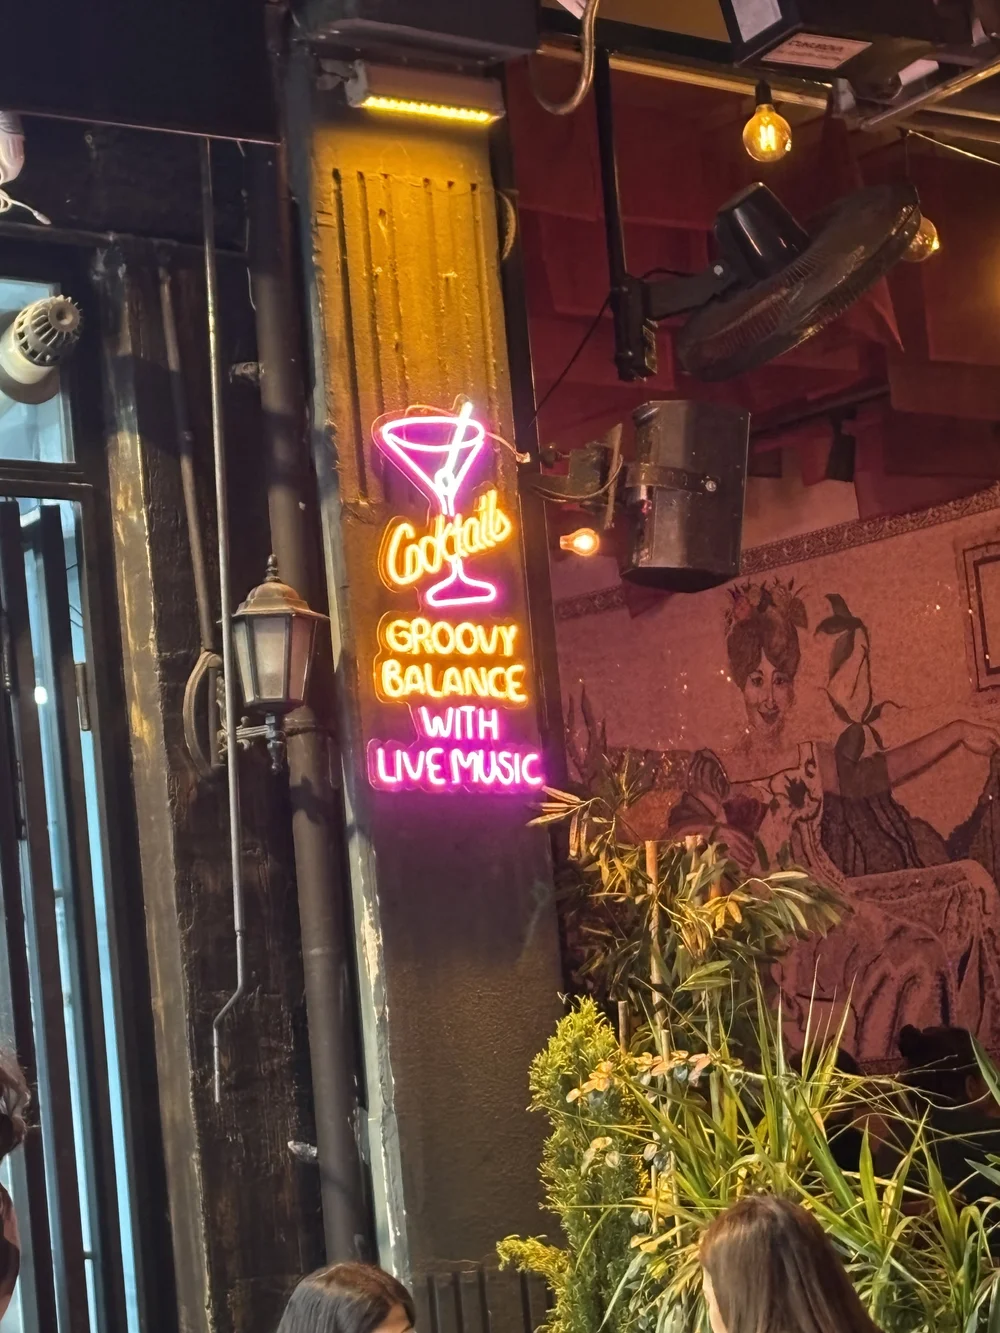 Cocktails
GROOVY
BALANCE
WITH
LIVE MUSIC